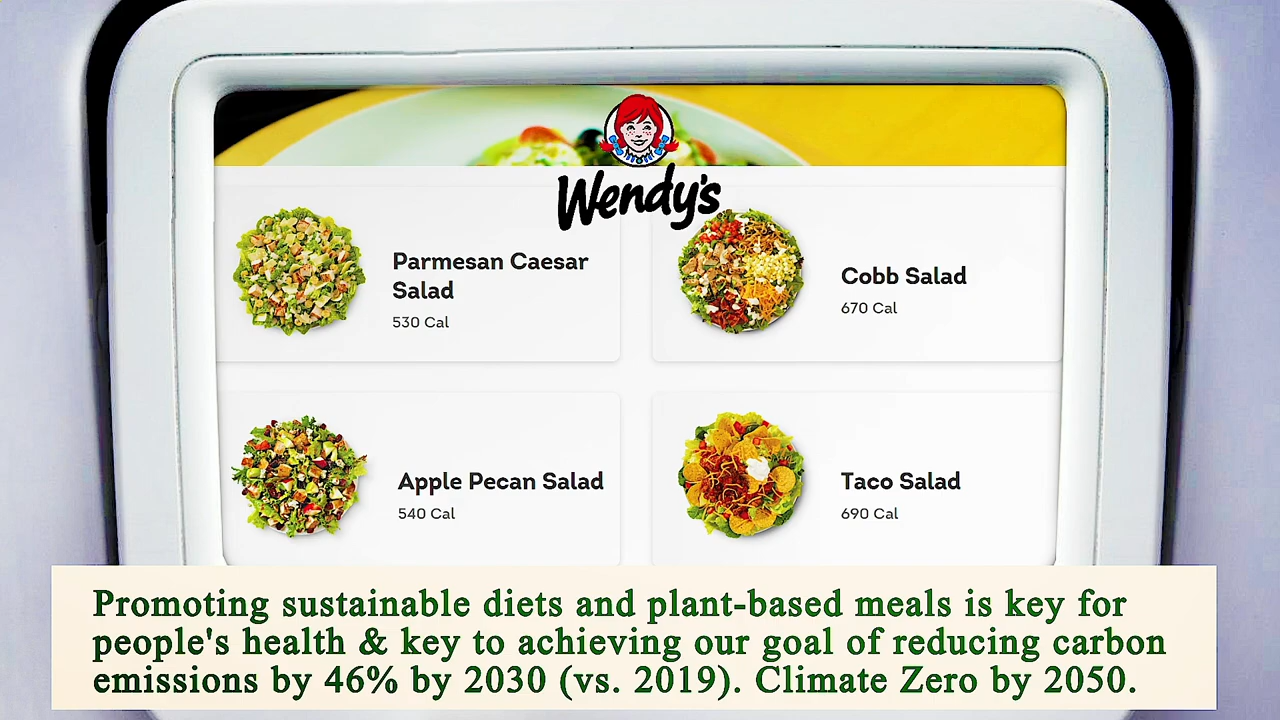 Wendy's
Parmesan Caesar
Salad
530 Cal
Cobb Salad
670 Cal
Apple Pecan Salad
540 Cal
Taco Salad
690 Cal
Promoting sustainable diets and plant-based meals is key for
people's health & key to achieving our goal of reducing carbon
emissions by 46% by 2030 (vs. 2019). Climate Zero by 2050.